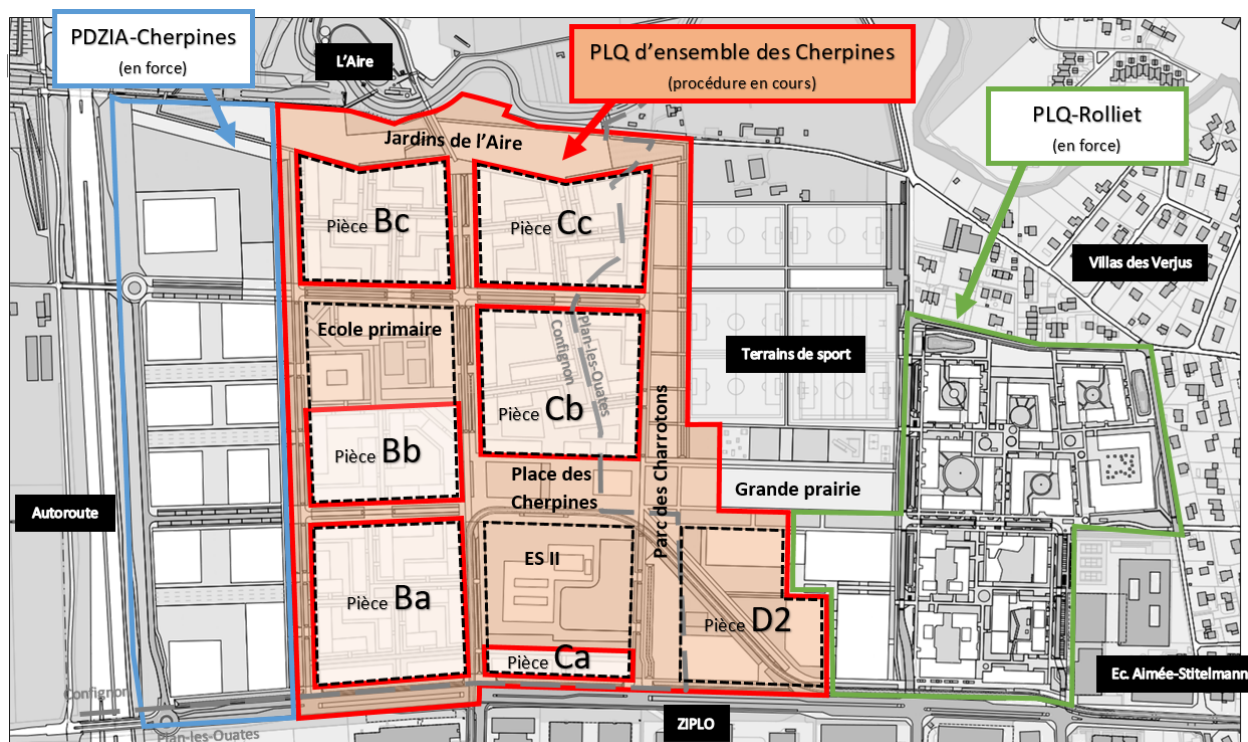 PDZIA-Cherpines
(en force)
L'Aire
PLQ d'ensemble des Cherpines
(procédure en cours)
PLQ-Rolliet
(en force)
Jardins de l'Aire
Pièce Bc
Pièce Cc
Villas des Verjus
Ecole primaire
Plan-les-Ouates
Confignon
Terrains de sport
Pièce Cb
Pièce Bb
Place des
Cherpines
Parc des Charrotons
Grande prairie
Autoroute
ES II
Pièce Ba
Pièce D2
Pièce Ca
Ec. Aimée-Stitelmann
Confignon
ZIPLO
Plan-les-Ouates